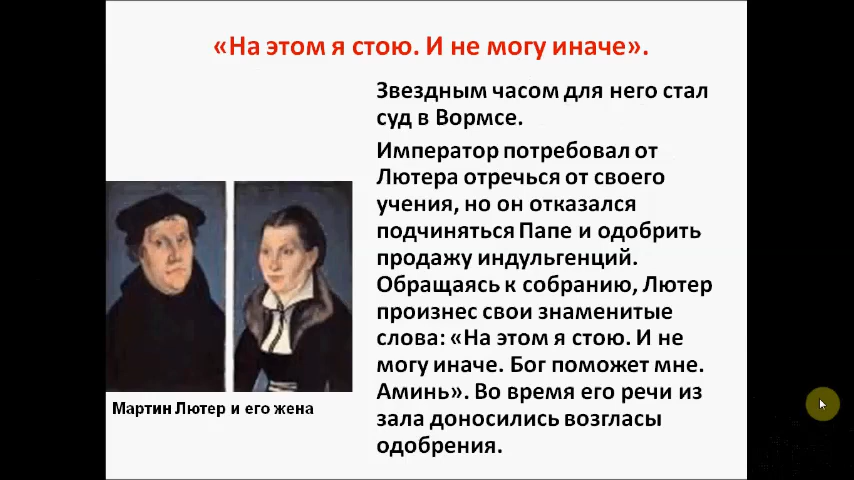 «На этом я стою. И не могу иначе».
Звездным часом для него стал
суд в Вормсе.
Император потребовал от
Лютера отречься от своего
учения, но он отказался
подчиняться Папе и одобрить
продажу индульгенций.
Обращаясь к собранию, Лютер
произнес свои знаменитые
слова: «На этом я стою. И не
могу иначе. Бог поможет мне.
Аминь». Во время его речи из
зала доносились возгласы
одобрения.
Мартин Лютер и его жена